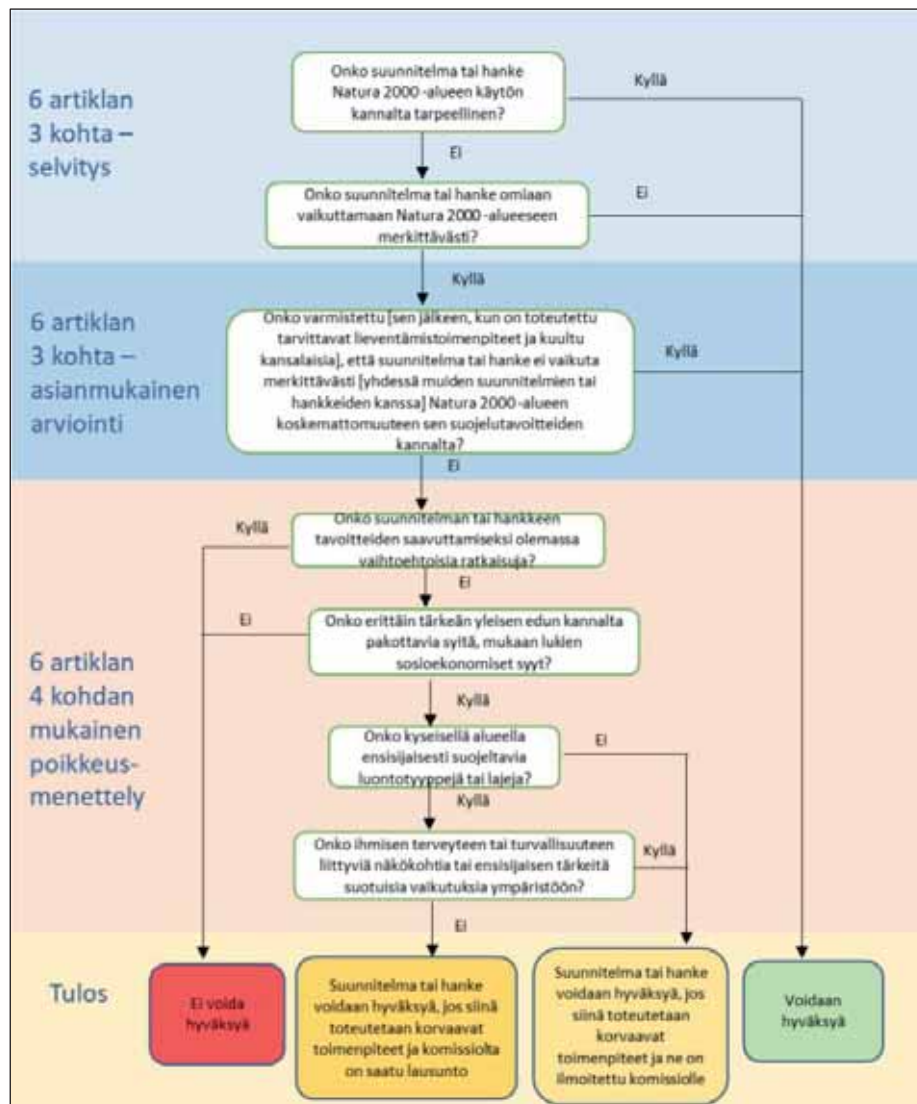 6 artiklan
3 kohta –
selvitys
Onko suunnitelma tai hanke
Natura 2000 -alueen käytön
kannalta tarpeellinen?
Kyllä
Ei
Onko suunnitelma tai hanke omiaan
vaikuttamaan Natura 2000 -alueeseen
merkittävästi?
Ei
Kyllä
6 artiklan
3 kohta –
asianmukainen
arviointi
Onko varmistettu [sen jälkeen, kun on toteutettu
tarvittavat lieventämistoimenpiteet ja kuultu
kansalaisia], että suunnitelma tai hanke ei vaikuta
merkittävästi [yhdessä muiden suunnitelmien tai
hankkeiden kanssa] Natura 2000 -alueen
koskemattomuuteen sen suojelutavoitteiden
kannalta?
Kyllä
Ei
6 artiklan
4 kohdan
mukainen
poikkeus-
menettely
Onko suunnitelman tai hankkeen
tavoitteiden saavuttamiseksi olemassa
vaihtoehtoisia ratkaisuja?
Kyllä
Ei
Onko erittäin tärkeän yleisen edun kannalta
pakottavia syitä, mukaan lukien
sosioekonomiset syyt?
Ei
Kyllä
Onko kyseisellä alueella
ensisijaisesti suojeltavia
luontotyyppejä tai lajeja?
Ei
Kyllä
Onko ihmisen terveyteen tai turvallisuuteen
liittyviä näkökohtia tai ensisijaisen tärkeitä
suotuisia vaikutuksia ympäristöön?
Kyllä
Ei
Tulos
Ei voida
hyväksyä
Suunnitelma tai hanke
voidaan hyväksyä, jos siinä
toteutetaan korvaavat
toimenpiteet ja komissiolta
on saatu lausunto
Suunnitelma tai hanke
voidaan hyväksyä, jos
siinä toteutetaan
korvaavat
toimenpiteet ja ne on
ilmoitettu komissiolle
Voidaan
hyväksyä